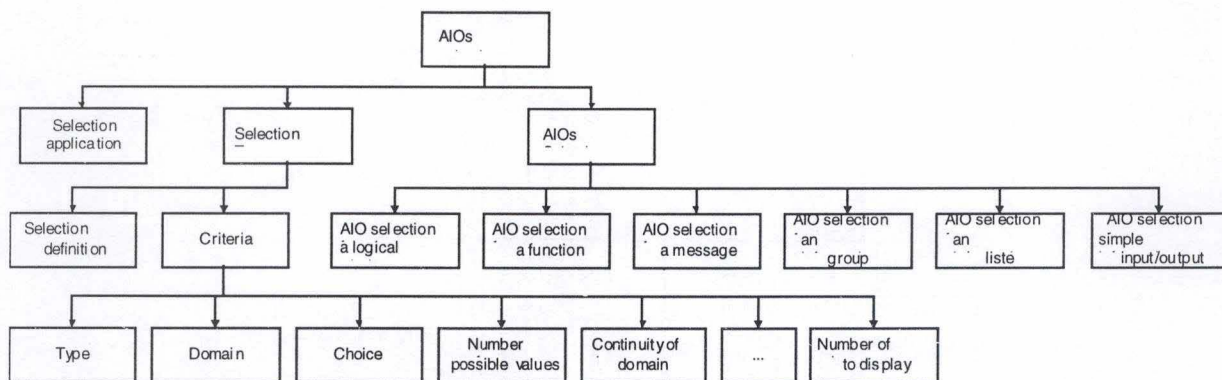 AIOs
Selection
application
Selection
AIOs
Selection
definition
Criteria
AIO selection
a logical
AIO selection
a function
AIO selection
a message
AIO selection
an
group
AIO selection
an
liste
AIO selection
simple
input/output
Type
Domain
Choice
Number
possible values
Continuity of
domain
...
Number of
to display